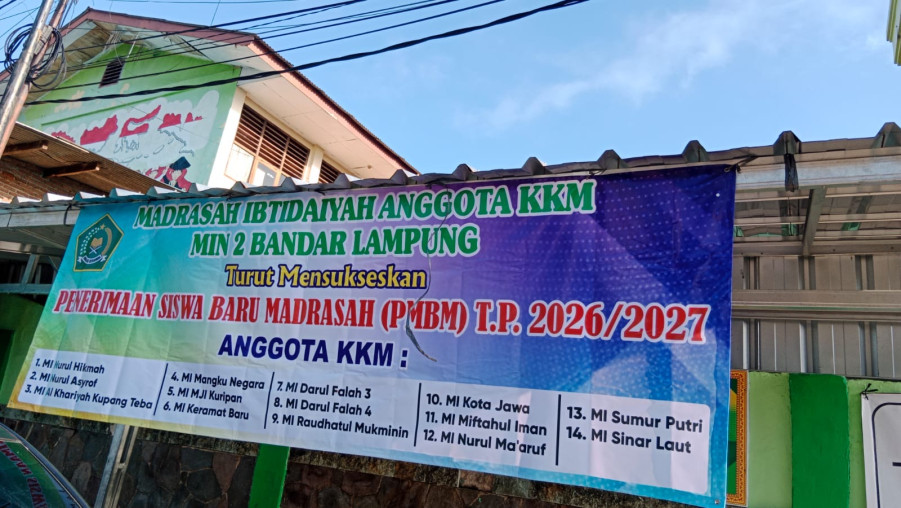 MADRASAH IBTIDAIYAH ANGGOTA KKM
MIN 2 BANDAR LAMPUNG
Turut Mensukseskan
PENERIMAAN SISWA BARU MADRASAH (PMBM) T.P. 2026/2027
ANGGOTA KKM :
1. MI Nurul Hikmah
2. MI Nurul Asyrof
3. MI Al Khariyah Kupang Teba
4. MI Mangku Negara
5. MI MJI Kuripan
6. MI Keramat Baru
7. MI Darul Falah 3
8. MI Darul Falah 4
9. MI Raudhatul Mukminin
10. MI Kota Jawa
11. MI Miftahul Iman
12. MI Nurul Ma'aruf
13. MI Sumur Putri
14. MI Sinar Laut